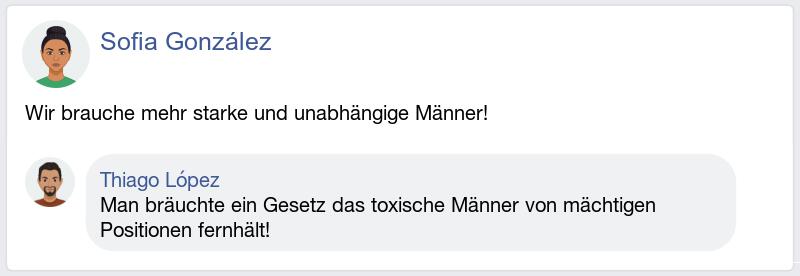 Sofia González
Wir brauche mehr starke und unabhängige Männer!
Thiago López
Man bräuchte ein Gesetz das toxische Männer von mächtigen
Positionen fernhält!